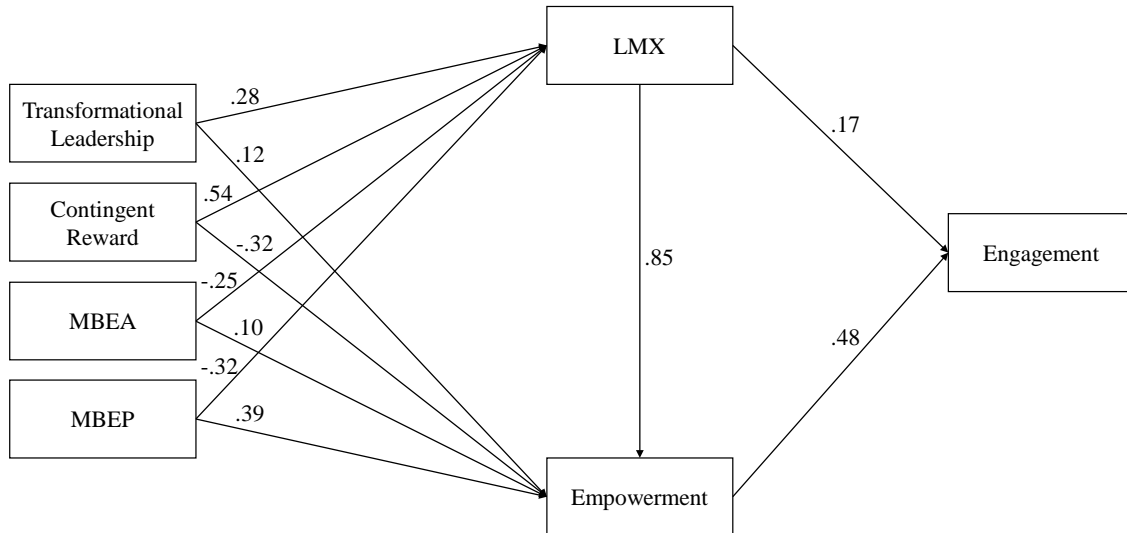 LMX
.28
Transformational
Leadership
.12
.17
.54
Contingent
Reward
-.32
.85
Engagement
-.25
MBEA
.10
.48
-.32
MBEP
.39
Empowerment